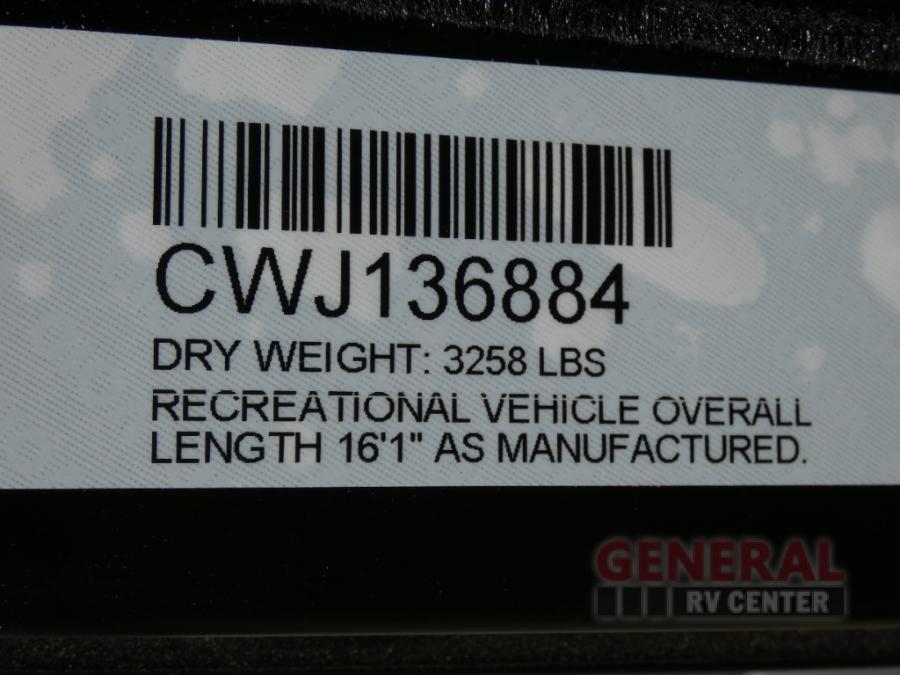 CWJ136884
DRY WEIGHT: 3258 LBS
RECREATIONAL VEHICLE OVERALL
LENGTH 16'1" AS MANUFACTURED.
GENERAL
RV CENTER